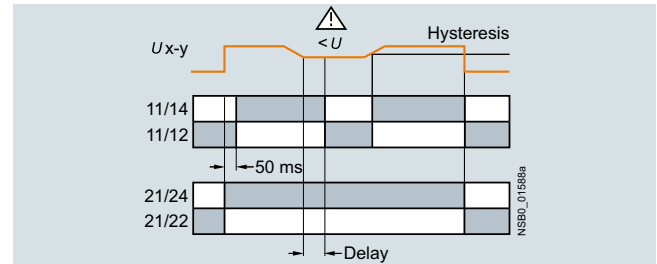 < U
Hysteresis
U x-y
11/14
11/12
50 ms
21/24
21/22
Delay
NSB0_01588a